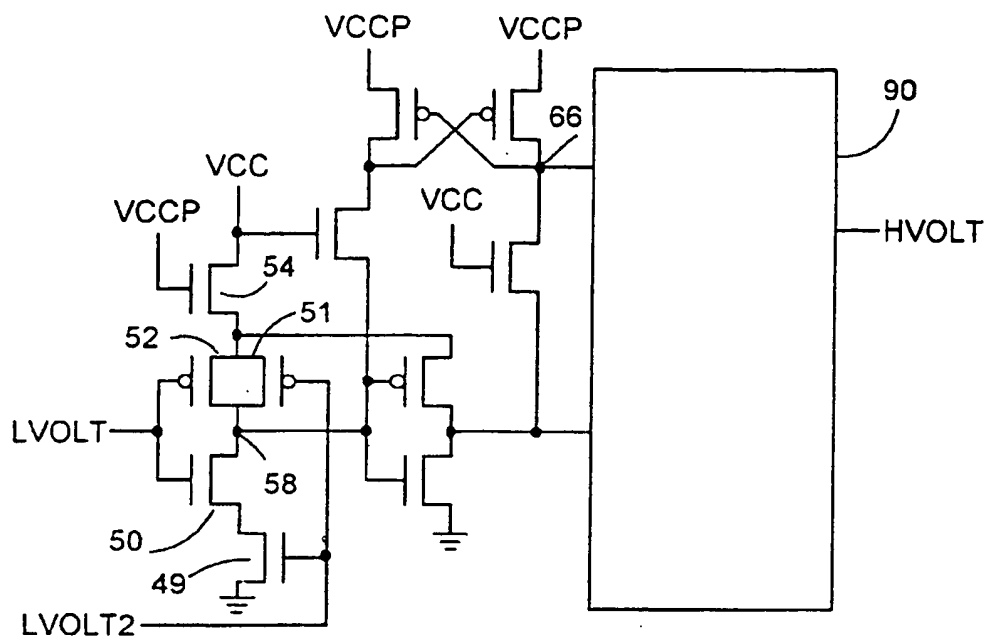 VCCP VCCP
90
66
VCC
VCC
VCCP
HVOLT
54
51
52
LVOLT
58
50
49
LVOLT2